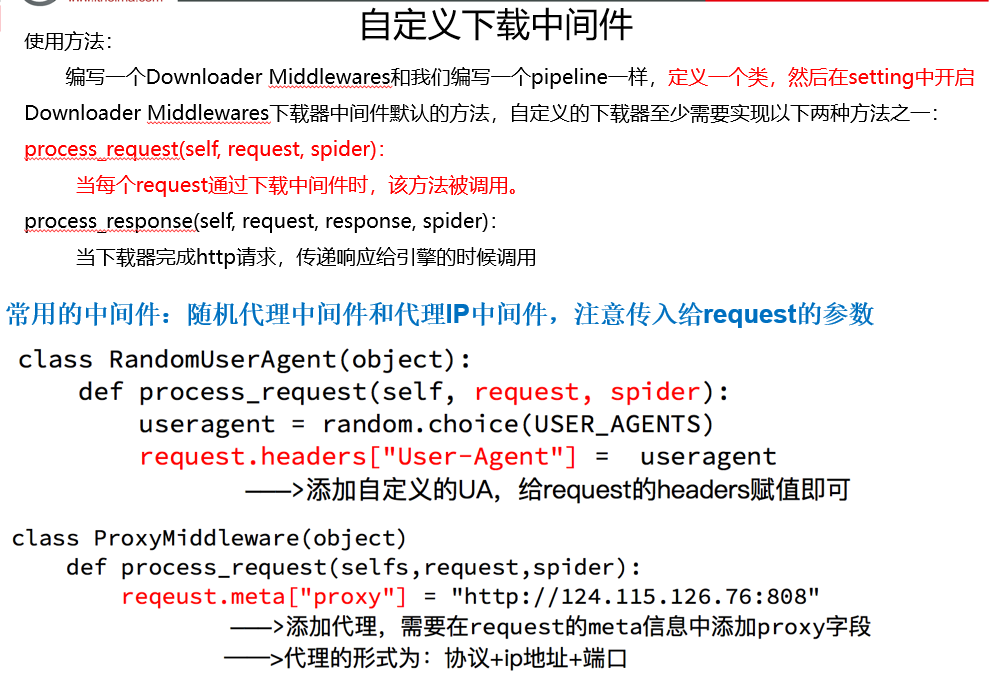 自定义下载中间件
使用方法：
编写一个Downloader Middlewares和我们编写一个pipeline一样，定义一个类，然后在setting中开启
Downloader Middlewares下载器中间件默认的方法，自定义的下载器至少需要实现以下两种方法之一：
process_request(self, request, spider)：
当每个request通过下载中间件时，该方法被调用。
process_response(self, request, response, spider)：
当下载器完成http请求，传递响应给引擎的时候调用
常用的中间件：随机代理中间件和代理IP中间件，注意传入给request的参数
class RandomUserAgent(object):
def process_request(self, request, spider):
useragent = random.choice(USER_AGENTS)
request.headers["User-Agent"] = useragent
——>添加自定义的UA，给request的headers赋值即可
class ProxyMiddleware(object)
def process_request(selfs,request,spider):
reqeust.meta["proxy"] = "http://124.115.126.76:808"
——>添加代理，需要在request的meta信息中添加proxy字段
——>代理的形式为：协议+ip地址+端口